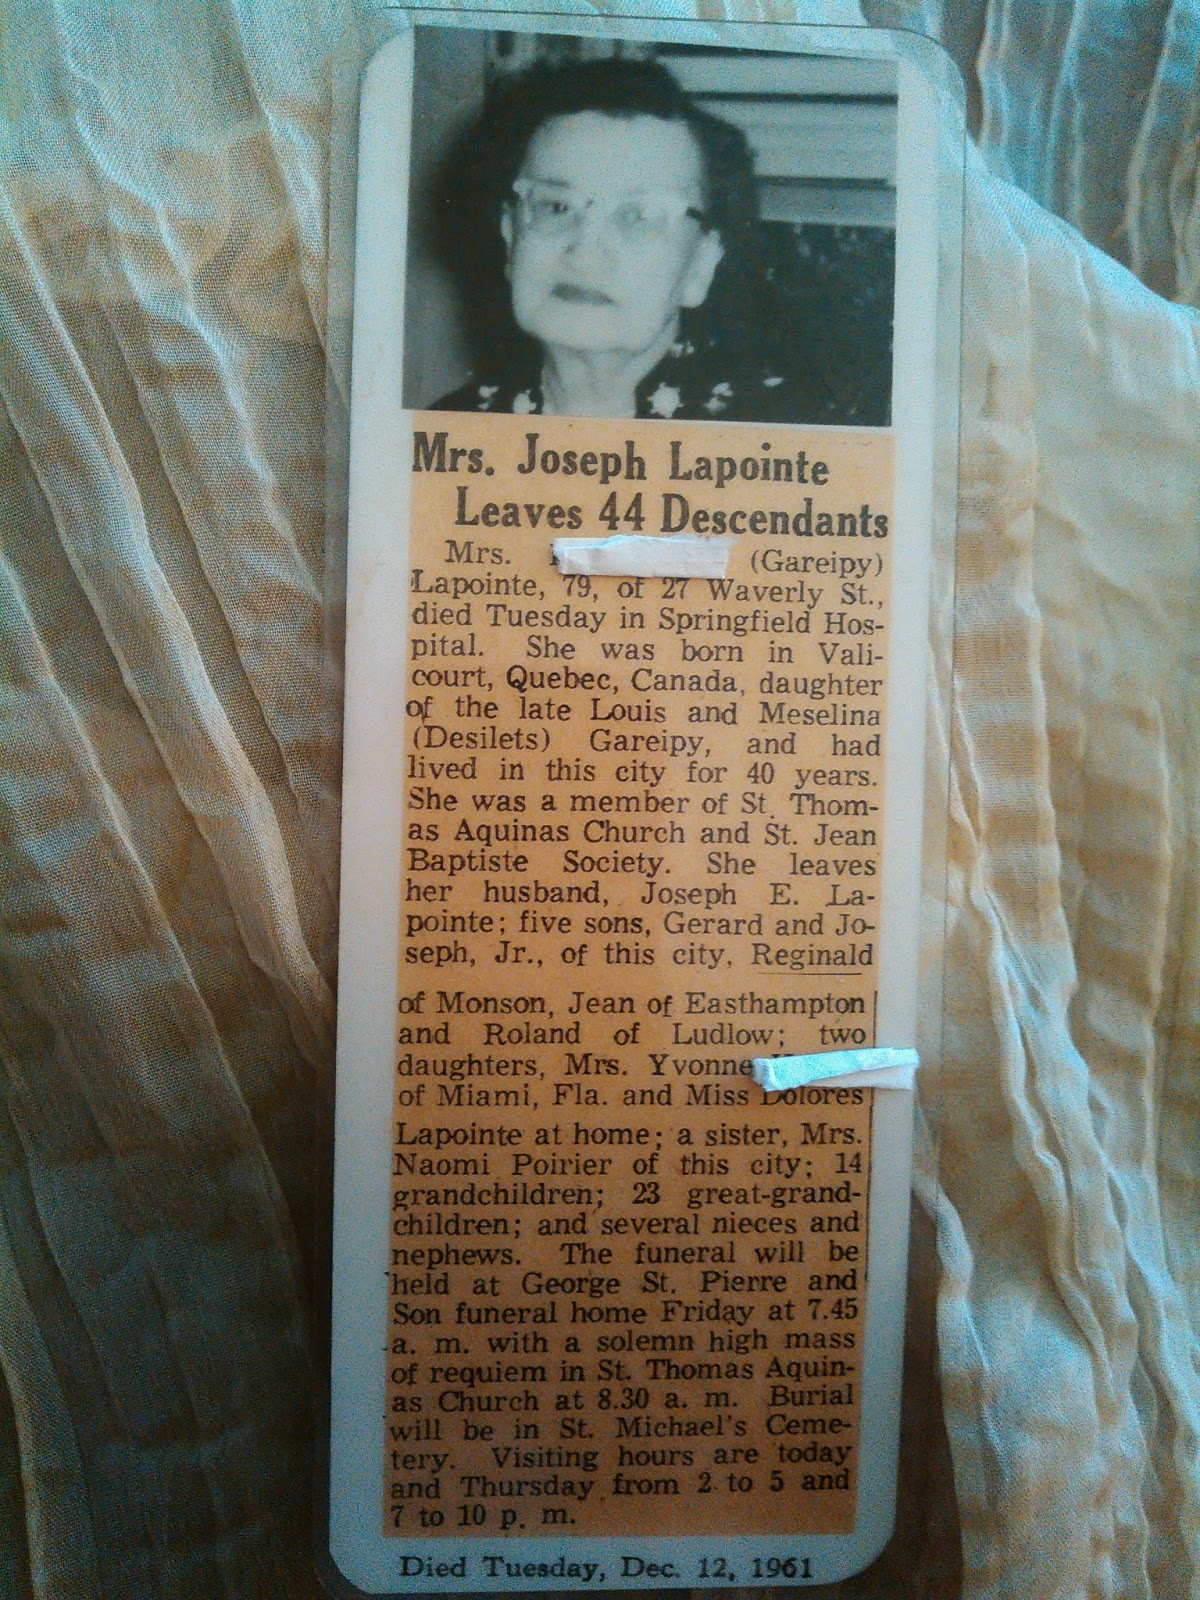 Mrs. Joseph Lapointe
Leaves 44 Descendants
Mrs. (Gareipy)
Lapointe, 79, of 27 Waverly St.,
died Tuesday in Springfield Hos-
pital. She was born in Vali-
court, Quebec, Canada, daughter
of the late Louis and Meselina
(Desilets) Gareipy, and had
lived in this city for 40 years.
She was a member of St. Thom-
as Aquinas Church and St. Jean
Baptiste Society. She leaves
her husband, Joseph E. La-
pointe; five sons, Gerard and Jo-
seph, Jr., of this city, Reginald
of Monson, Jean of Easthampton
and Roland of Ludlow; two
daughters, Mrs. Yvonne
of Miami, Fla. and Miss Dolores
Lapointe at home; a sister, Mrs.
Naomi Poirier of this city; 14
grandchildren; 23 great-grand-
children; and several nieces and
nephews. The funeral will be
held at George St. Pierre and
Son funeral home Friday at 7.45
a. m. with a solemn high mass
of requiem in St. Thomas Aquin-
as Church at 8.30 a. m. Burial
will be in St. Michael's Ceme-
tery. Visiting hours are today
and Thursday from 2 to 5 and
7 to 10 p. m.
Died Tuesday, Dec. 12, 1961